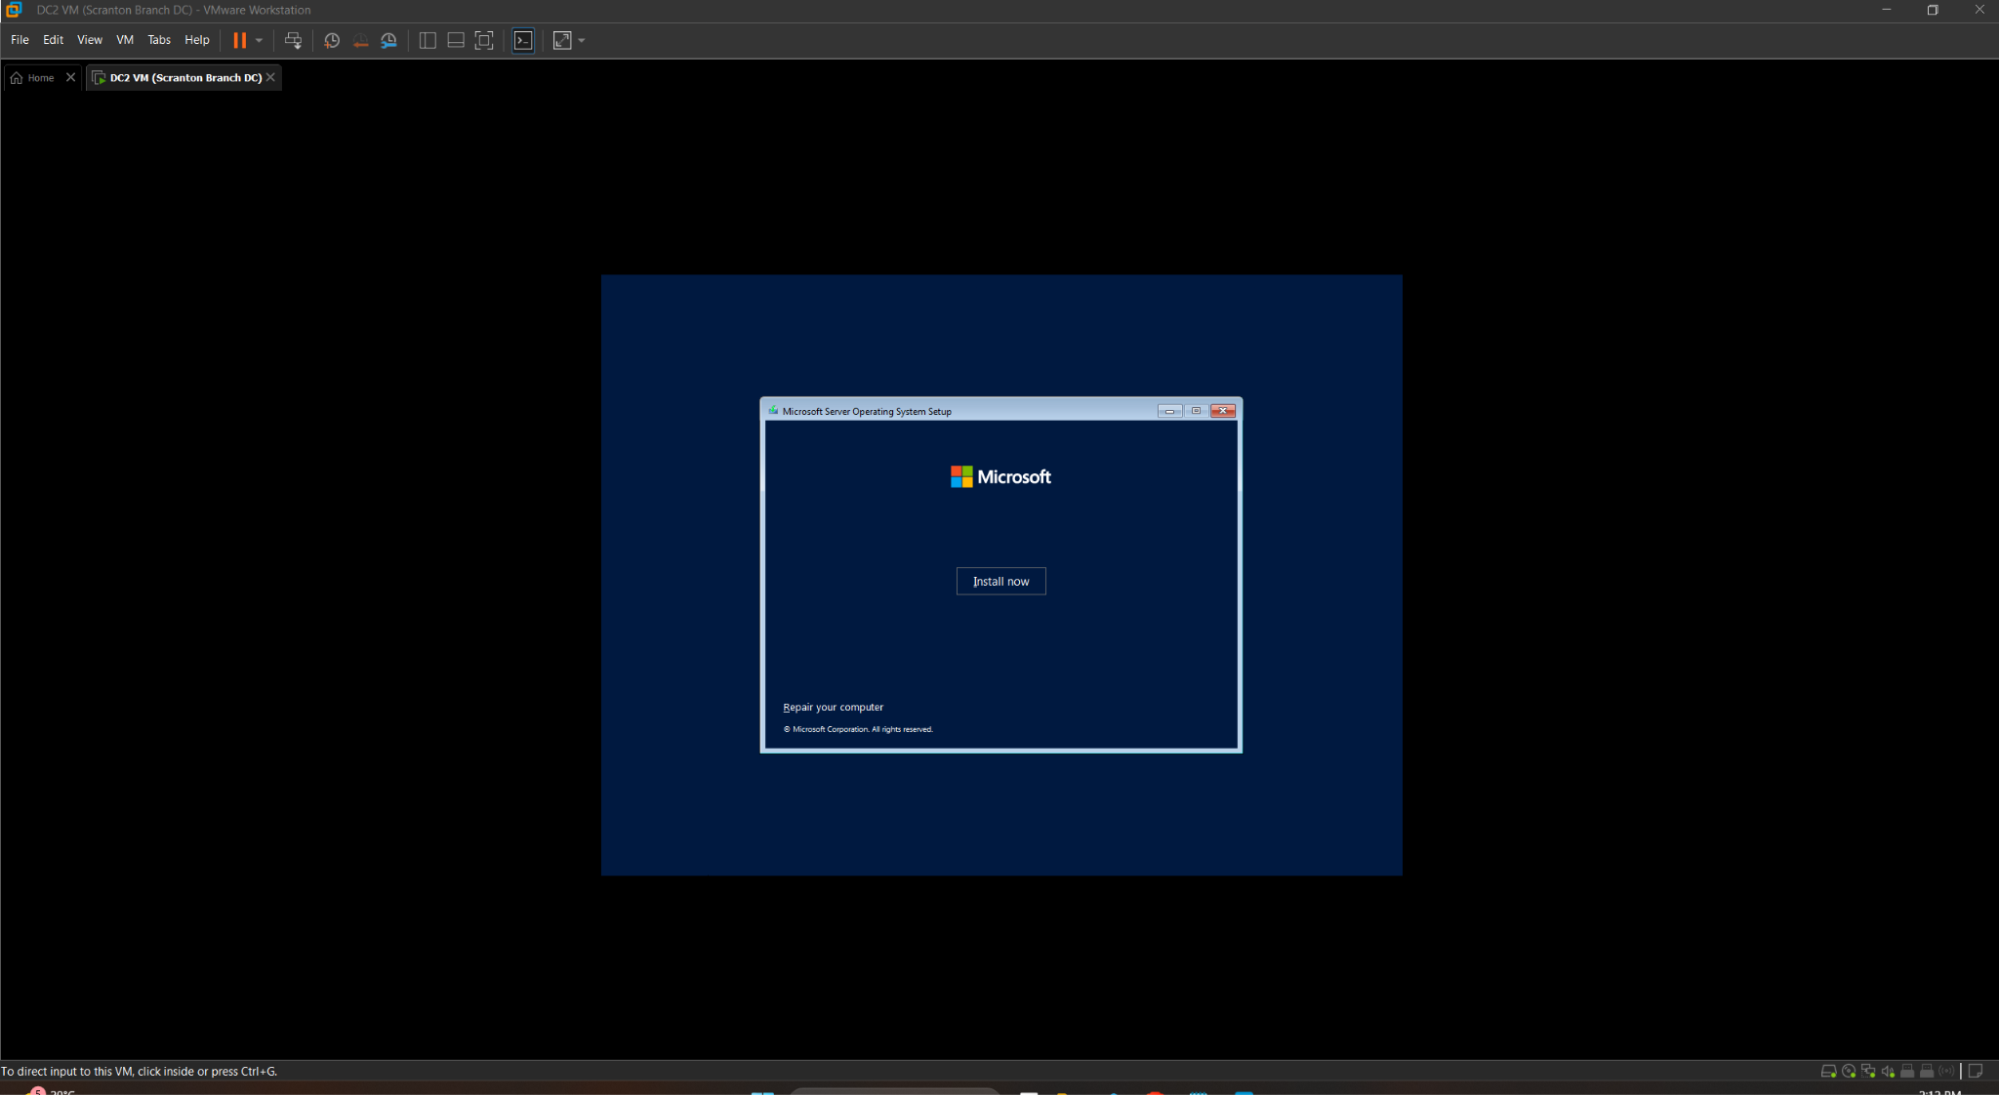 DC2 VM (Scranton Branch DC) - VMware Workstation
File Edit View VM Tabs Help
Home DC2 VM (Scranton Branch DC)
Microsoft Server Operating System Setup
Microsoft
Install now
Repair your computer
© Microsoft Corporation. All rights reserved.
To direct input to this VM, click inside or press Ctrl+G.
5